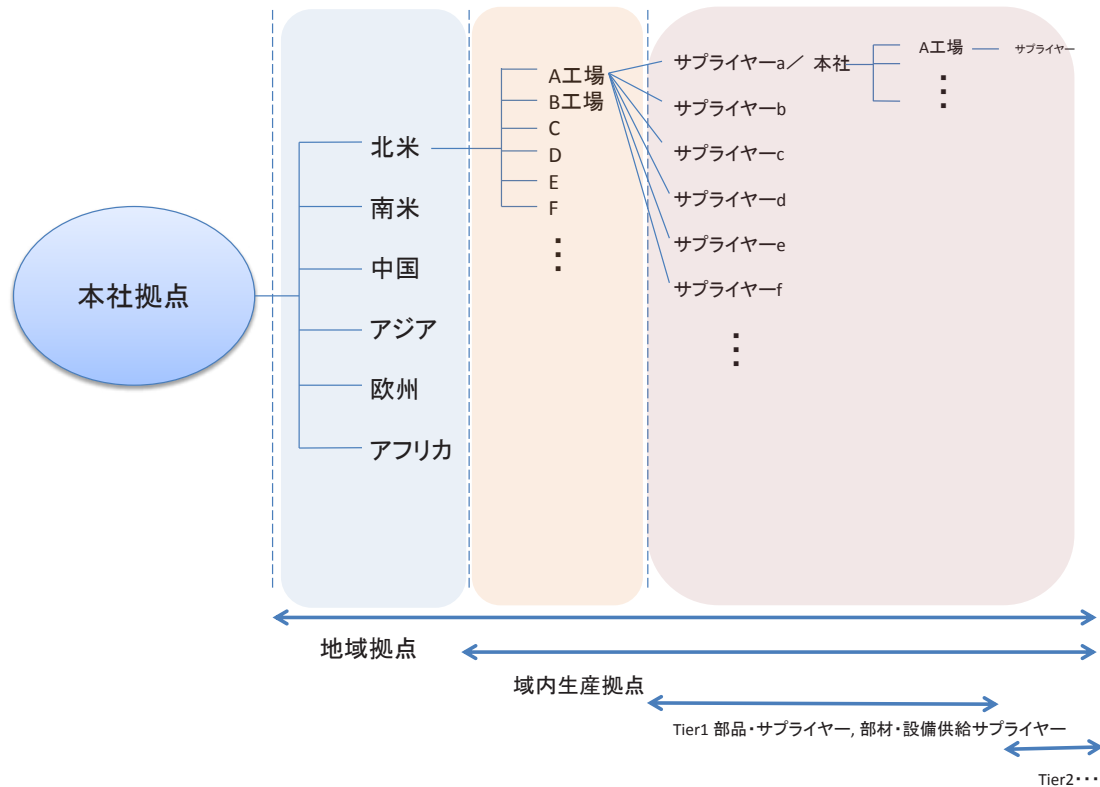 本社拠点
北米
南米
中国
アジア
欧州
アフリカ
A工場
B工場
C
D
E
F
⋮
サプライヤーa／ 本社
サプライヤーb
サプライヤーc
サプライヤーd
サプライヤーe
サプライヤーf
⋮
A工場
サプライヤー
⋮
地域拠点
域内生産拠点
Tier1 部品・サプライヤー, 部材・設備供給サプライヤー
Tier2・・・